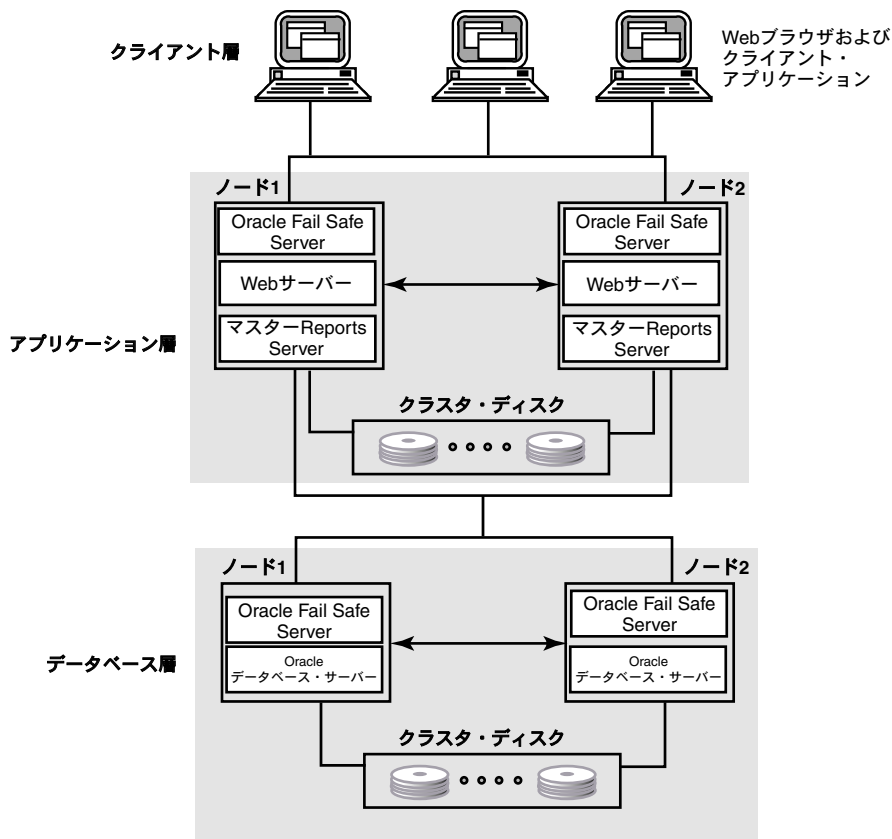 クライアント層
Webブラウザおよび
クライアント・
アプリケーション
ノード1
ノード2
Oracle Fail Safe
Server
Oracle Fail Safe
Server
Webサーバー
Webサーバー
マスターReports
Server
マスターReports
Server
アプリケーション層
クラスタ・ディスク
ノード1
ノード2
Oracle Fail Safe
Server
Oracle Fail Safe
Server
Oracle
データベース・サーバー
Oracle
データベース・サーバー
データベース層
クラスタ・ディスク